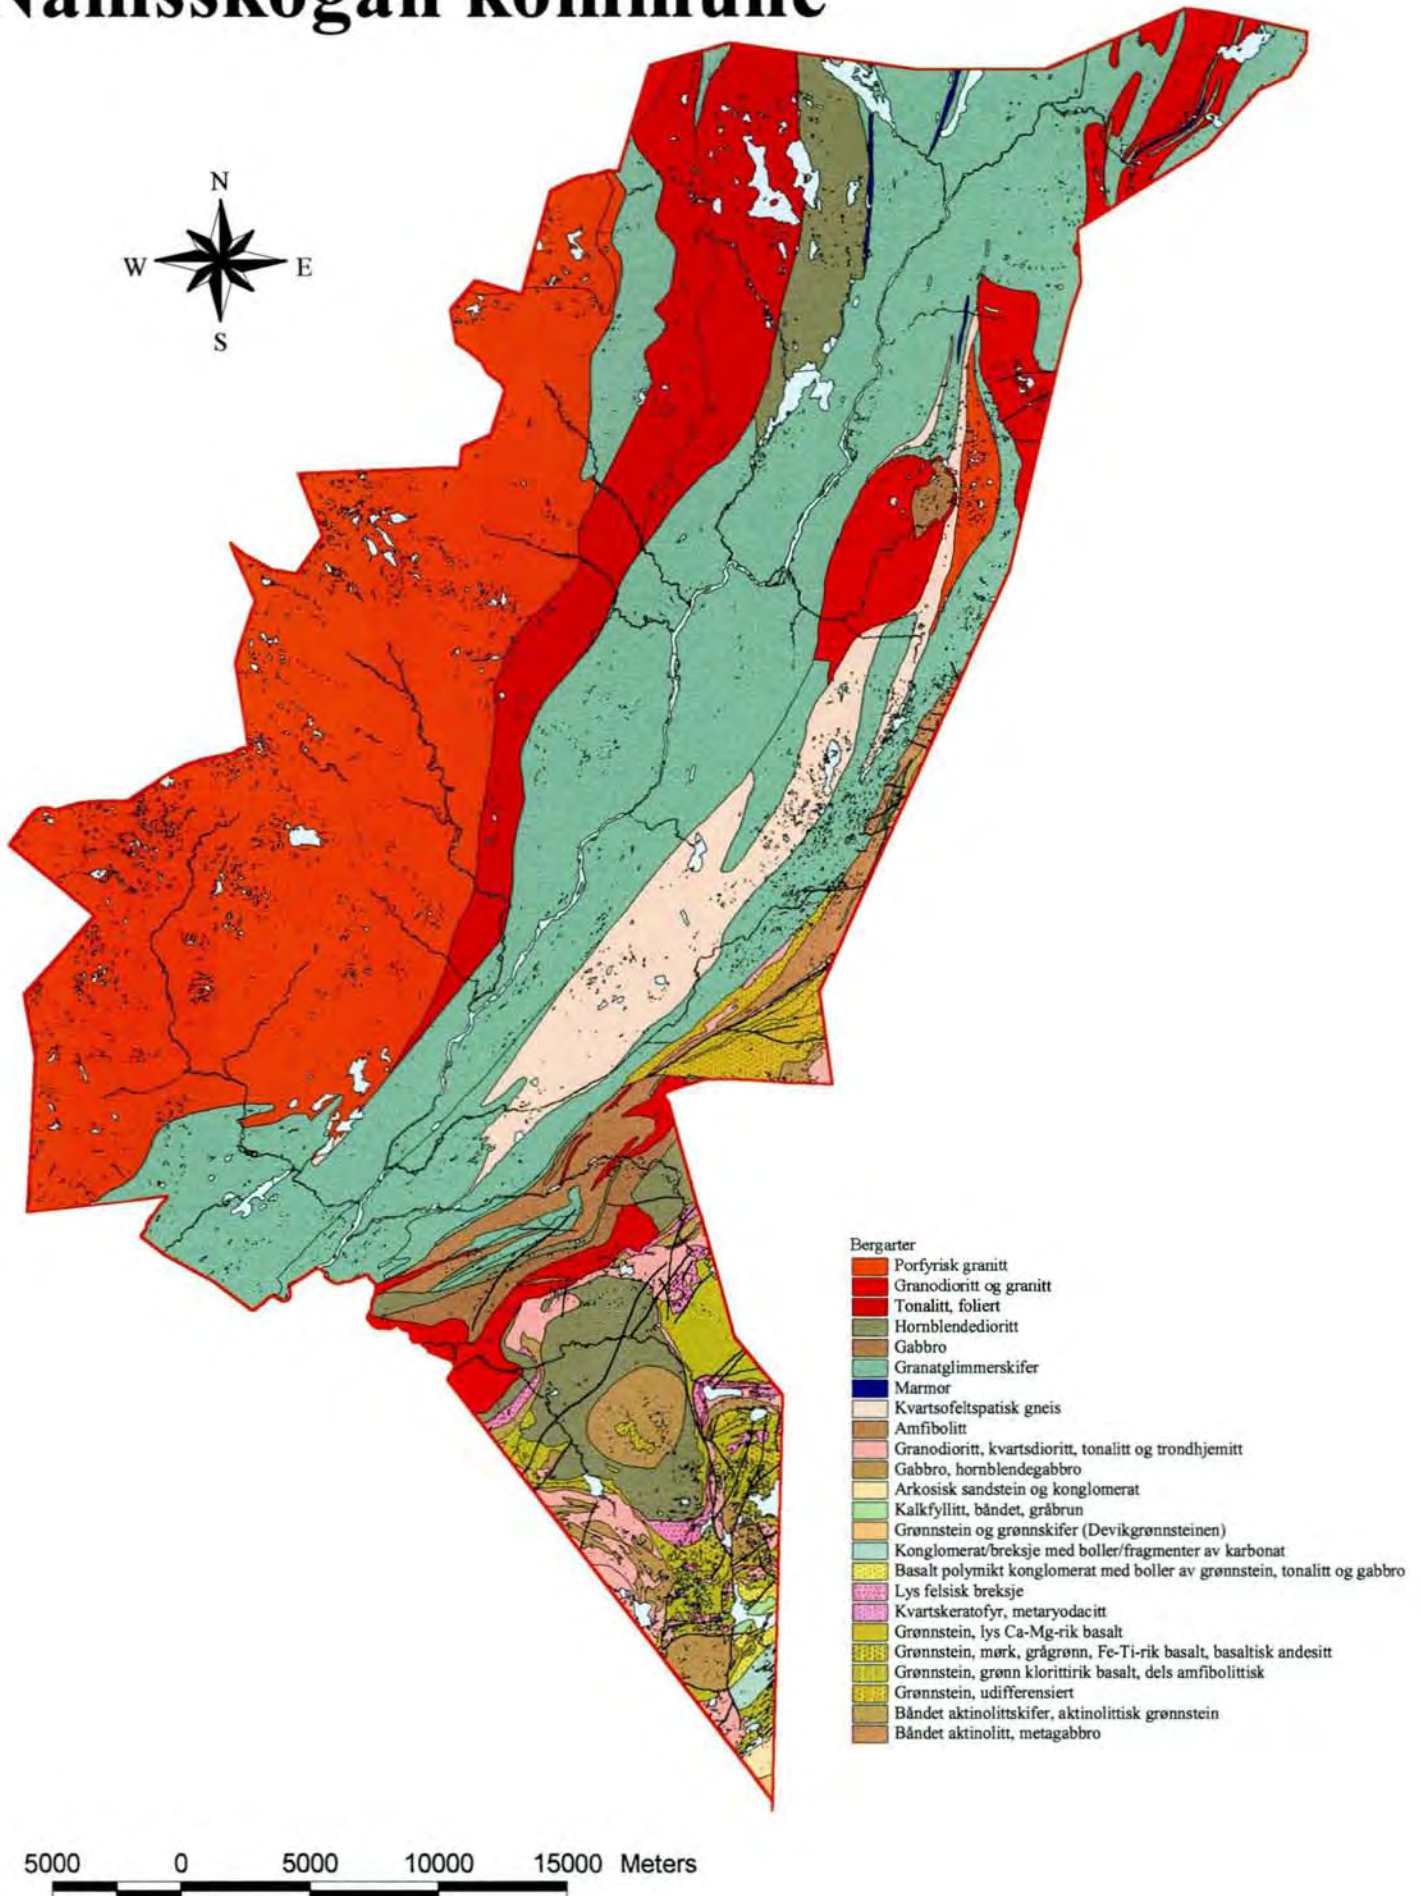 Namsskogan kommune
N
W E
S
Bergarter
Porfyrisk granitt
Granodioritt og granitt
Tonalitt, foliert
Hornblendedioritt
Gabbro
Granatglimmerskifer
Marmor
Kvartsofeltspatisk gneis
Amfibolitt
Granodioritt, kvartsdioritt, tonalitt og trondhjemitt
Gabbro, hornblendegabbro
Arkosisk sandstein og konglomerat
Kalkfyllitt, båndet, gråbrun
Grønnstein og grønnskifer (Devikgrønnsteinen)
Konglomerat/breksje med boller/fragmenter av karbonat
Basalt polymikt konglomerat med boller av grønnstein, tonalitt og gabbro
Lys felsisk breksje
Kvartskeratofyr, metaryodacitt
Grønnstein, lys Ca-Mg-rik basalt
Grønnstein, mørk, grågrønn, Fe-Ti-rik basalt, basaltisk andesitt
Grønnstein, grønn klorittirik basalt, dels amfibolittisk
Grønnstein, udifferensiert
Båndet aktinolittskifer, aktinolittisk grønnstein
Båndet aktinolitt, metagabbro
5000 0 5000 10000 15000 Meters